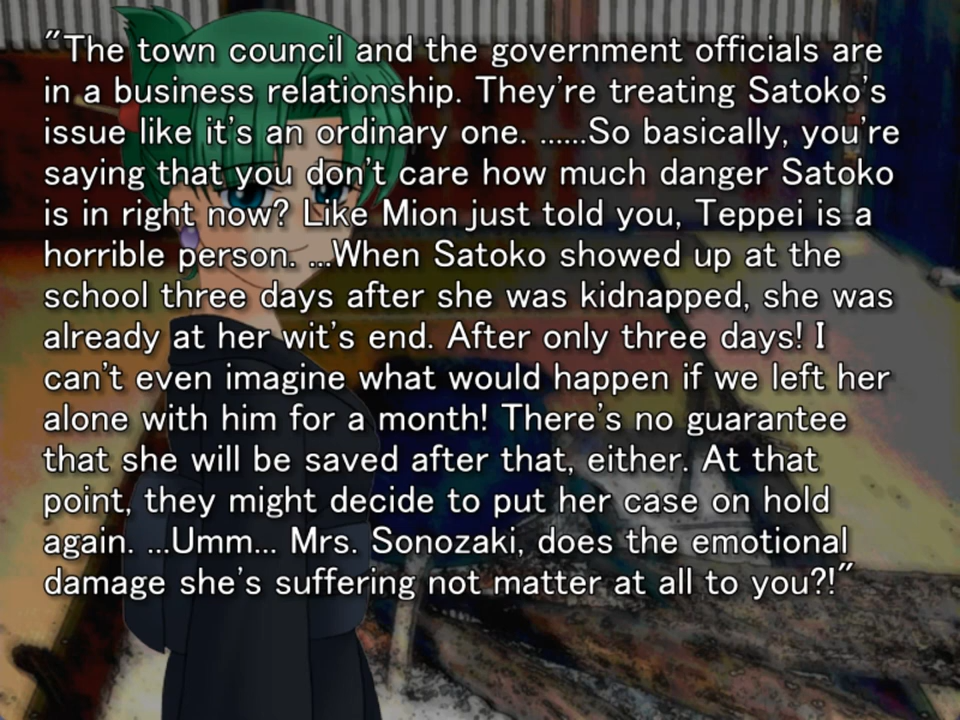 "The town council and the government officials are
in a business relationship. They're treating Satoko's
issue like it's an ordinary one. ......So basically, you're
saying that you don't care how much danger Satoko
is in right now? Like Mion just told you, Teppei is a
horrible person. ...When Satoko showed up at the
school three days after she was kidnapped, she was
already at her wit's end. After only three days! I
can't even imagine what would happen if we left her
alone with him for a month! There's no guarantee
that she will be saved after that, either. At that
point, they might decide to put her case on hold
again. ...Umm... Mrs. Sonozaki, does the emotional
damage she's suffering not matter at all to you?!"